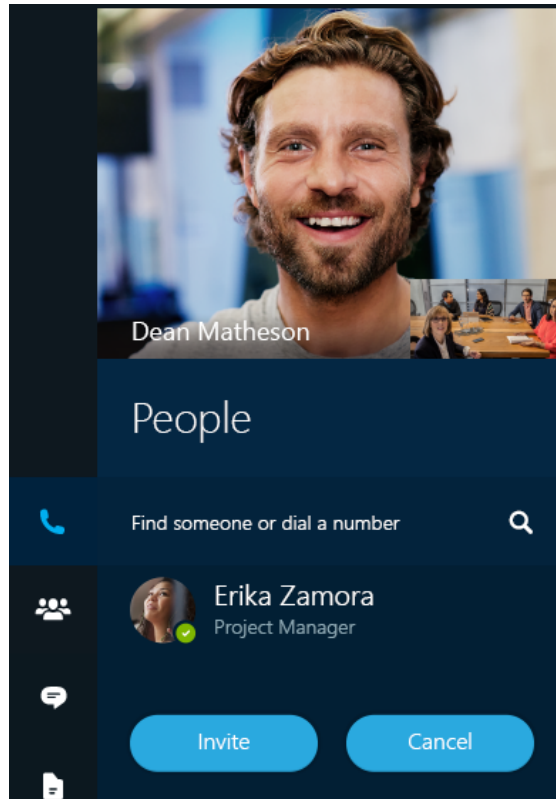 Dean Matheson
People
Find someone or dial a number
Erika Zamora
Project Manager
Invite
Cancel